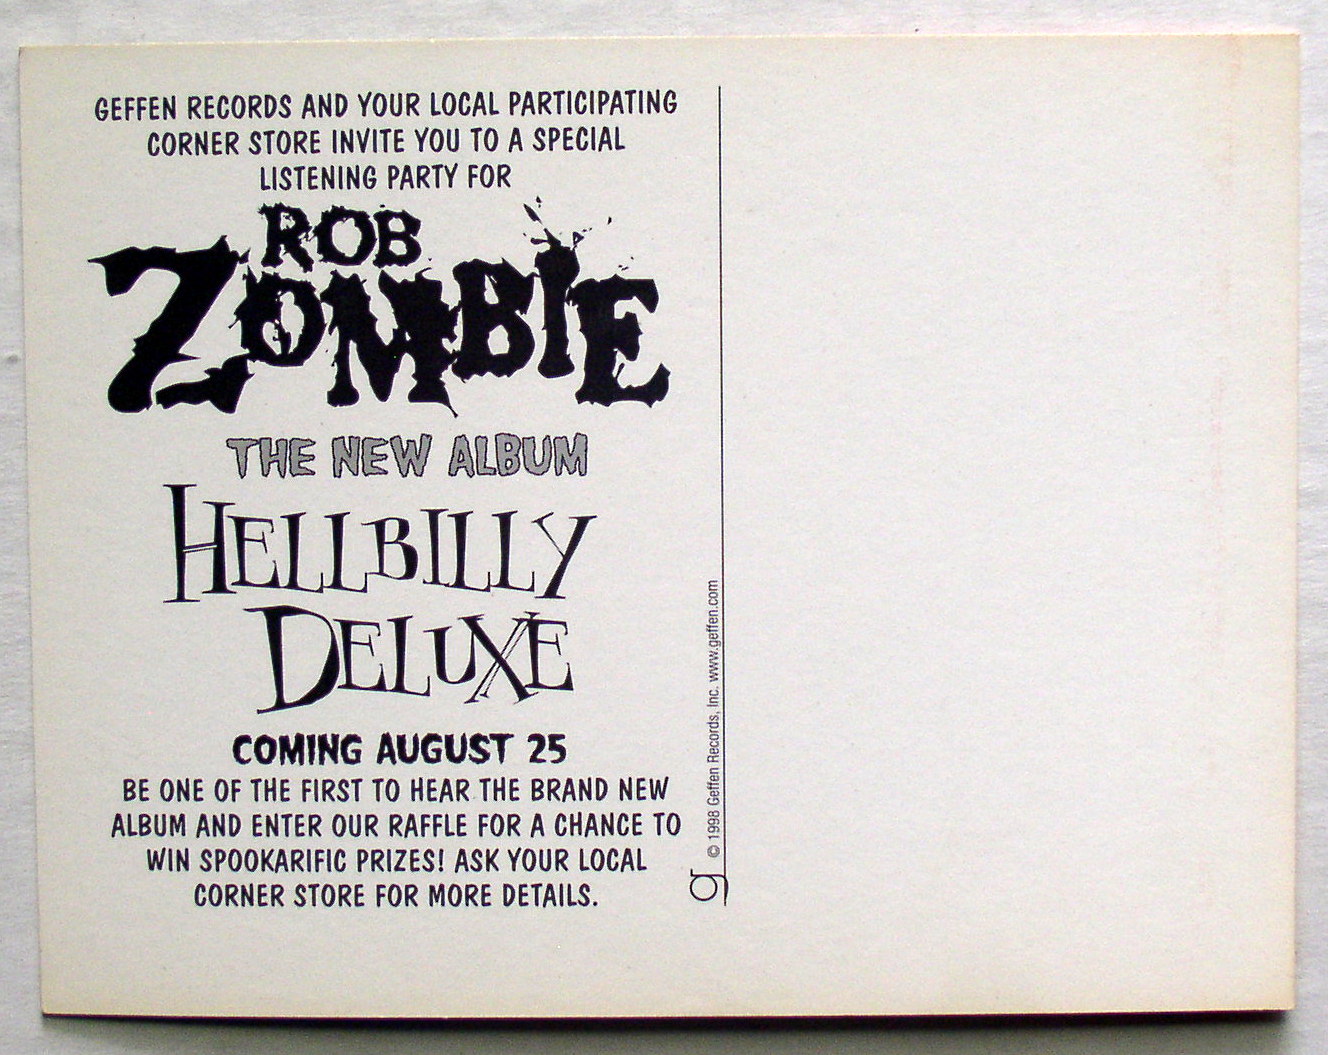 GEFFEN RECORDS AND YOUR LOCAL PARTICIPATING
CORNER STORE INVITE YOU TO A SPECIAL
LISTENING PARTY FOR
ROB
ZOMBIE
THE NEW ALBUM
HELLBILLY
DELUXE
COMING AUGUST 25
BE ONE OF THE FIRST TO HEAR THE BRAND NEW
ALBUM AND ENTER OUR RAFFLE FOR A CHANCE TO
WIN SPOOKARIFIC PRIZES! ASK YOUR LOCAL
CORNER STORE FOR MORE DETAILS.
g © 1998 Geffen Records, Inc. www.geffen.com